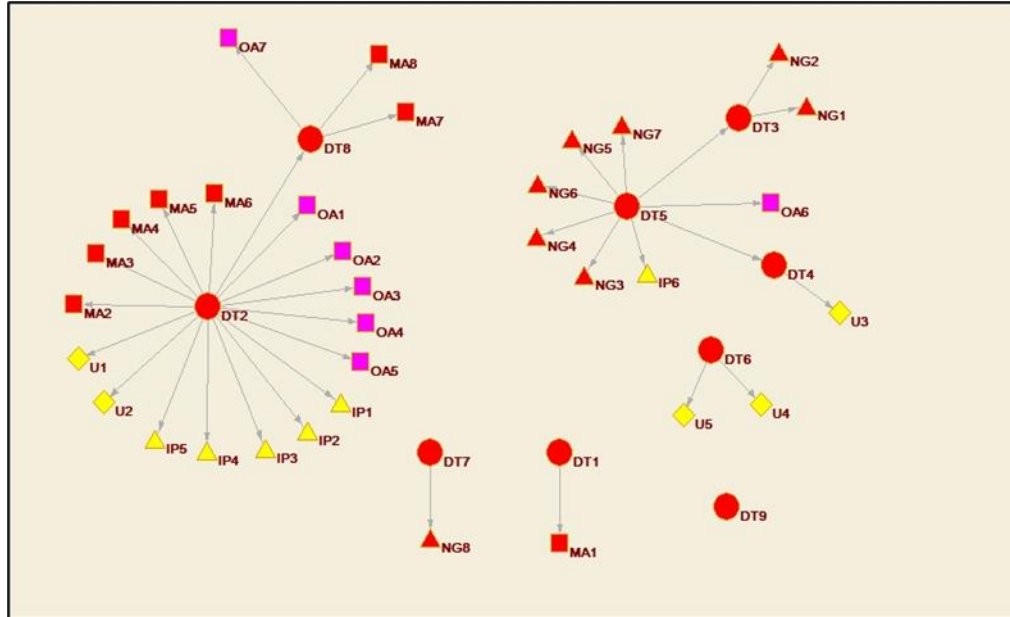 OA7
MA8
NG2
NG1
MA7
DT3
NG7
NG5
DT8
MA6
MA5
NG6
OA6
MA4
OA1
DT5
NG4
MA3
OA2
DT4
NG3
IP6
OA3
MA2
DT2
U3
OA4
DT6
U1
OA5
U2
IP1
U4
U5
IP2
IP5
IP4
IP3
DT7
DT1
DT9
NG8
MA1